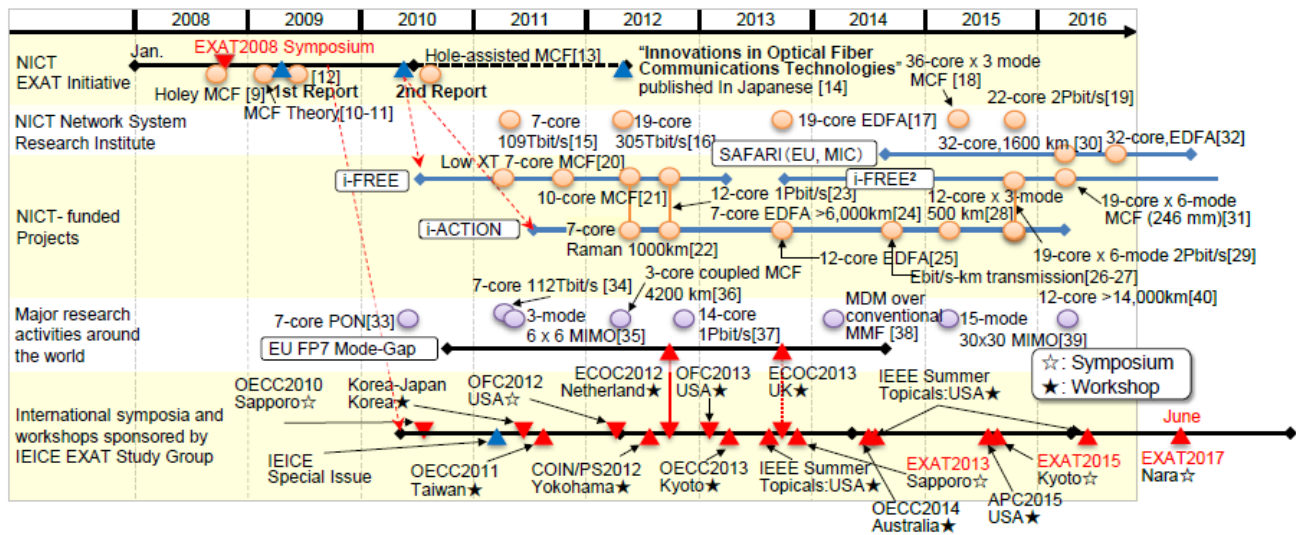 2008 2009 2010 2011 2012 2013 2014 2015 2016
NICT
EXAT Initiative
Jan.
EXAT2008 Symposium
Holey MCF [9]
[12]
1st Report
MCF Theory[10-11]
2nd Report
Hole-assisted MCF[13]
"Innovations in Optical Fiber
Communications Technologies"
published In Japanese [14]
36-core x 3 mode
MCF [18]
22-core 2Pbit/s[19]
NICT Network System
Research Institute
7-core
109Tbit/s[15]
19-core
305Tbit/s[16]
19-core EDFA[17]
SAFARI(EU, MIC)
32-core,1600 km [30]
32-core,EDFA[32]
NICT- funded
Projects
i-FREE
Low XT 7-core MCF[20]
10-core MCF[21]
12-core 1Pbit/s[23]
i-FREE²
12-core x 3-mode
500 km[28]
19-core x 6-mode
MCF (246 mm)[31]
i-ACTION
7-core
Raman 1000km[22]
7-core EDFA >6,000km[24]
12-core EDFA[25]
Ebit/s-km transmission[26-27]
19-core x 6-mode 2Pbit/s[29]
Major research
activities around
the world
7-core PON[33]
7-core 112Tbit/s [34]
3-mode
6 x 6 MIMO[35]
3-core coupled MCF
4200 km[36]
14-core
1Pbit/s[37]
MDM over
conventional
MMF [38]
15-mode
30x30 MIMO[39]
12-core >14,000km[40]
EU FP7 Mode-Gap
☆: Symposium
★: Workshop
International symposia and
workshops sponsored by
IEICE EXAT Study Group
OECC2010
Sapporo☆
Korea-Japan
Korea★
OFC2012
USA☆
ECOC2012
Netherland★
OFC2013
USA★
ECOC2013
UK★
IEEE Summer
Topicals:USA★
June
IEICE
Special Issue
OECC2011
Taiwan★
COIN/PS2012
Yokohama★
OECC2013
Kyoto★
IEEE Summer
Topicals:USA★
EXAT2013
Sapporo☆
OECC2014
Australia★
EXAT2015
Kyoto☆
APC2015
USA★
EXAT2017
Nara☆